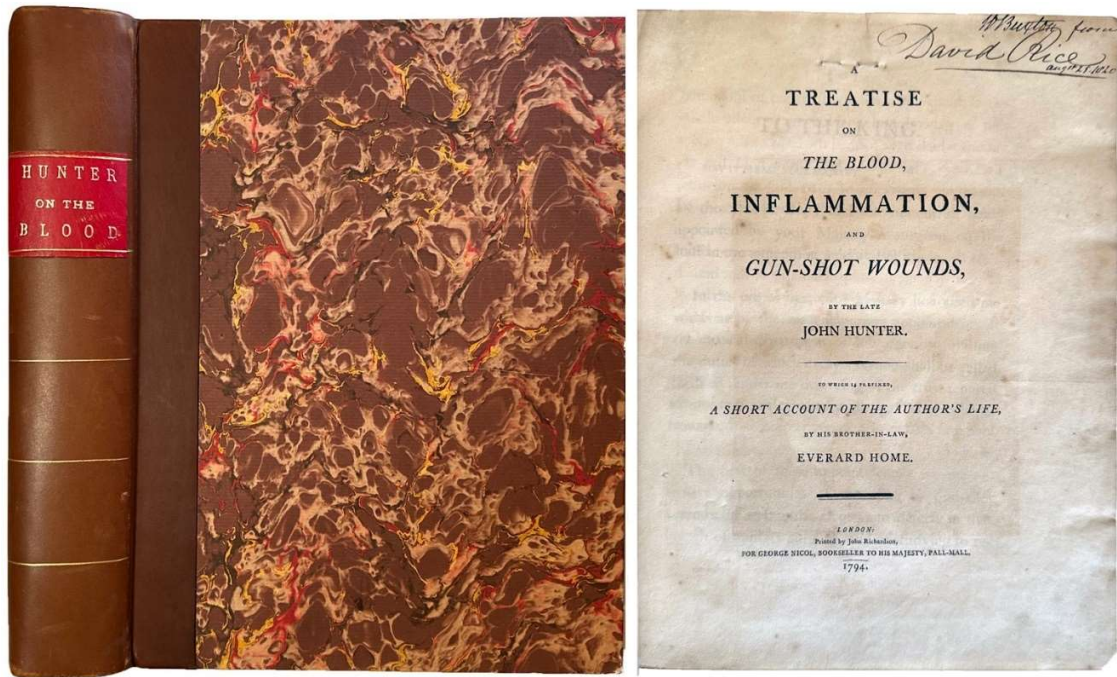 HUNTER
ON THE
BLOOD.
from
David Rice
A
TREATISE
ON
THE BLOOD,
INFLAMMATION,
AND
GUN-SHOT WOUNDS,
BY THE LATE
JOHN HUNTER.
TO WHICH IS PREFIXED,
A SHORT ACCOUNT OF THE AUTHOR'S LIFE,
BY HIS BROTHER-IN-LAW,
EVERARD HOME.
LONDON:
Printed by John Richardson,
FOR GEORGE NICOL, BOOKSELLER TO HIS MAJESTY, PALL-MALL.
1794.